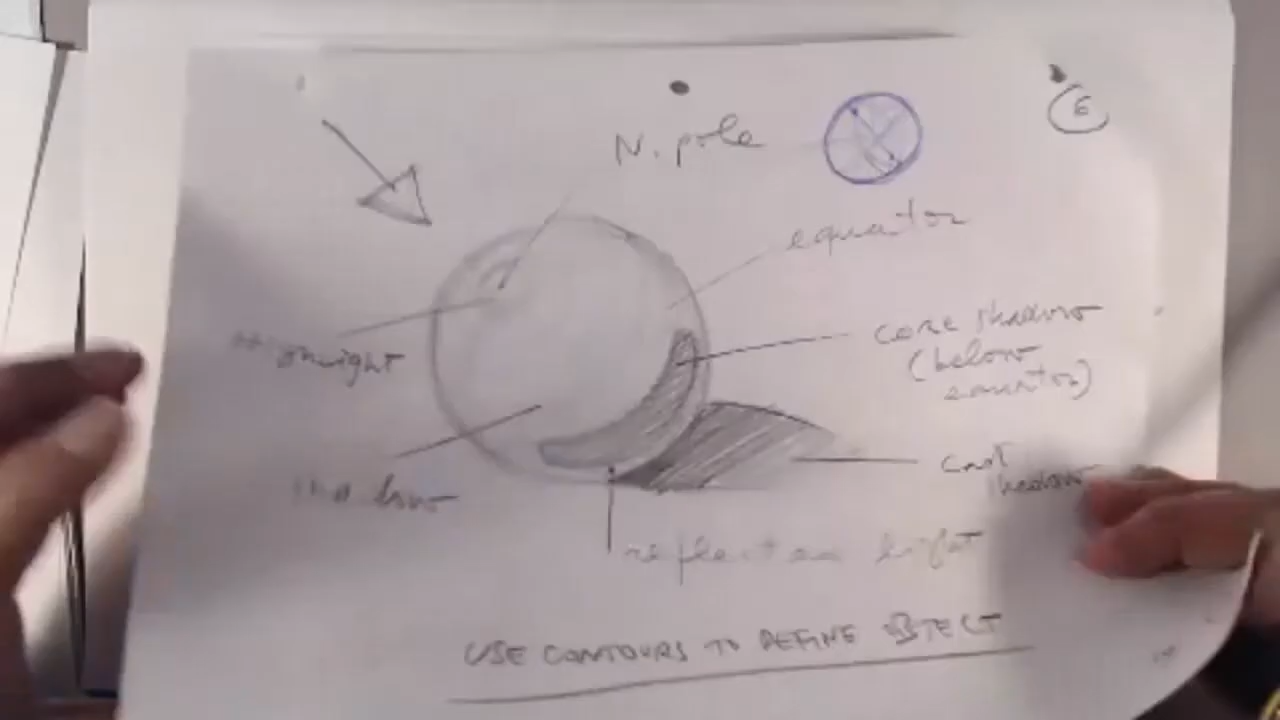 6
N. pole
equator
core shadow
(below
equator)
highlight
cast
shadow
shadow
reflected light
USE CONTOURS TO DEFINE OBJECT